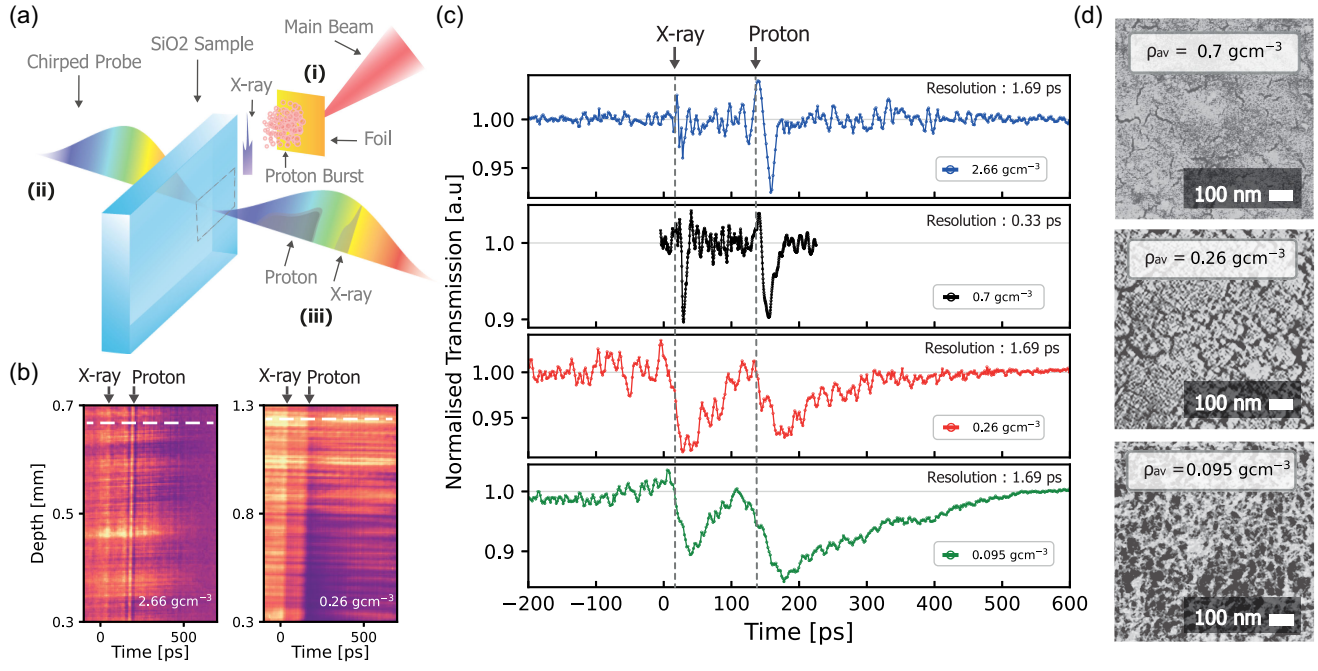 (a)
Main Beam
SiO2 Sample
(i)
Chirped Probe
X-ray
Foil
Proton Burst
(ii)
Proton
X-ray
(iii)
(b)
X-ray
Proton
X-ray
Proton
0.7
0.5
0.3
Depth [mm]
2.66 gcm⁻³
0
500
Time [ps]
1.3
0.8
0.3
0.26 gcm⁻³
0
500
Time [ps]
(c)
X-ray
Proton
Normalised Transmission [a.u]
Resolution : 1.69 ps
1.00
0.95
2.66 gcm⁻³
Resolution : 0.33 ps
1.0
0.9
0.7 gcm⁻³
Resolution : 1.69 ps
1.00
0.95
0.26 gcm⁻³
Resolution : 1.69 ps
1.0
0.9
0.095 gcm⁻³
−200
−100
0
100
200
300
400
500
600
Time [ps]
(d)
ρav = 0.7 gcm⁻³
100 nm
ρav = 0.26 gcm⁻³
100 nm
ρav =0.095 gcm⁻³
100 nm